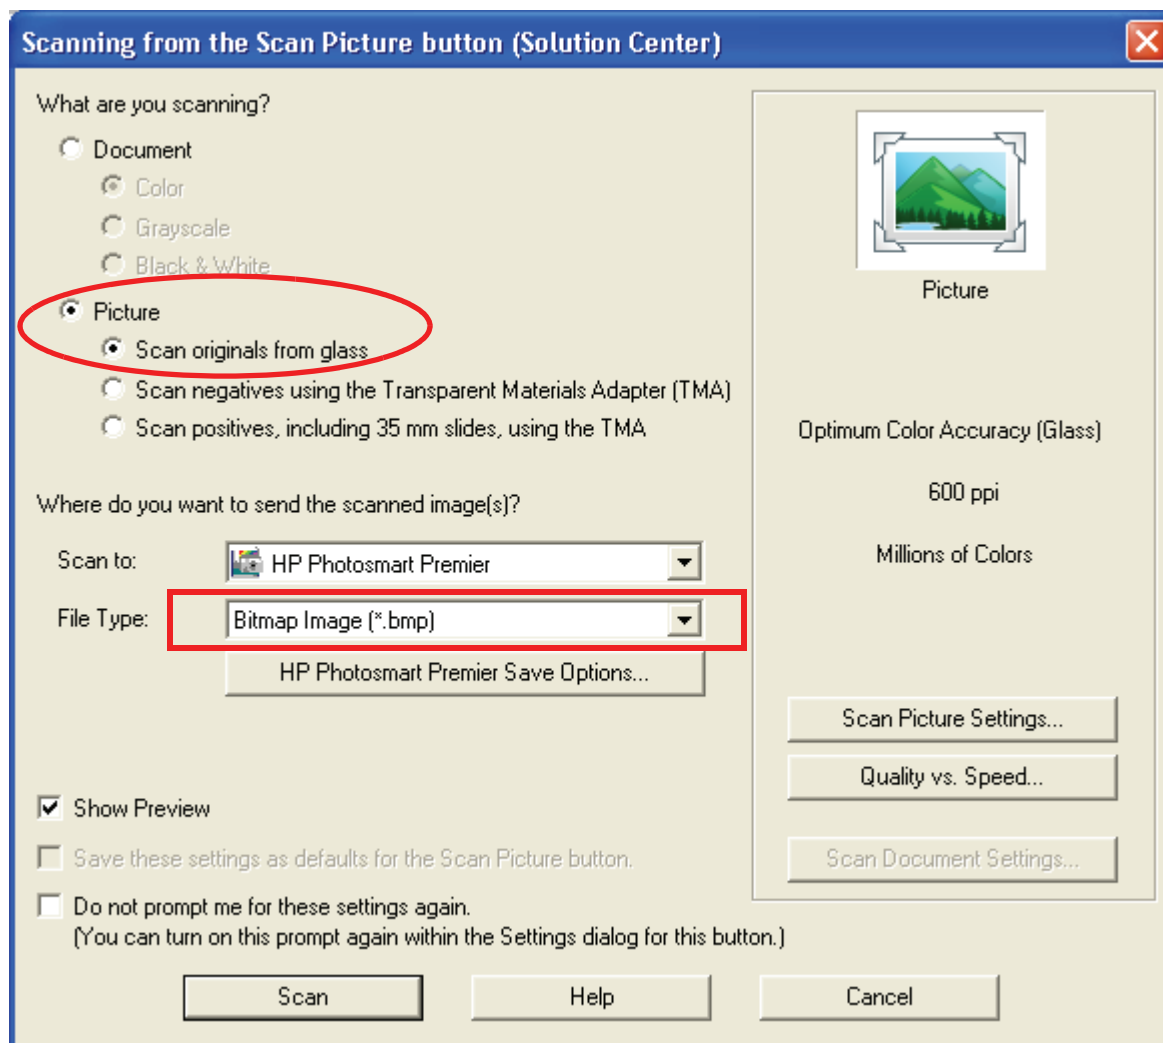 Scanning from the Scan Picture button (Solution Center)
What are you scanning?
Document
Color
Grayscale
Black & White
Picture
Scan originals from glass
Scan negatives using the Transparent Materials Adapter (TMA)
Scan positives, including 35 mm slides, using the TMA
Where do you want to send the scanned image(s)?
Scan to: HP Photosmart Premier
File Type: Bitmap Image (*.bmp)
HP Photosmart Premier Save Options...
Show Preview
Save these settings as defaults for the Scan Picture button.
Do not prompt me for these settings again.
(You can turn on this prompt again within the Settings dialog for this button.)
Picture
Optimum Color Accuracy (Glass)
600 ppi
Millions of Colors
Scan Picture Settings...
Quality vs. Speed...
Scan Document Settings...
Scan Help Cancel